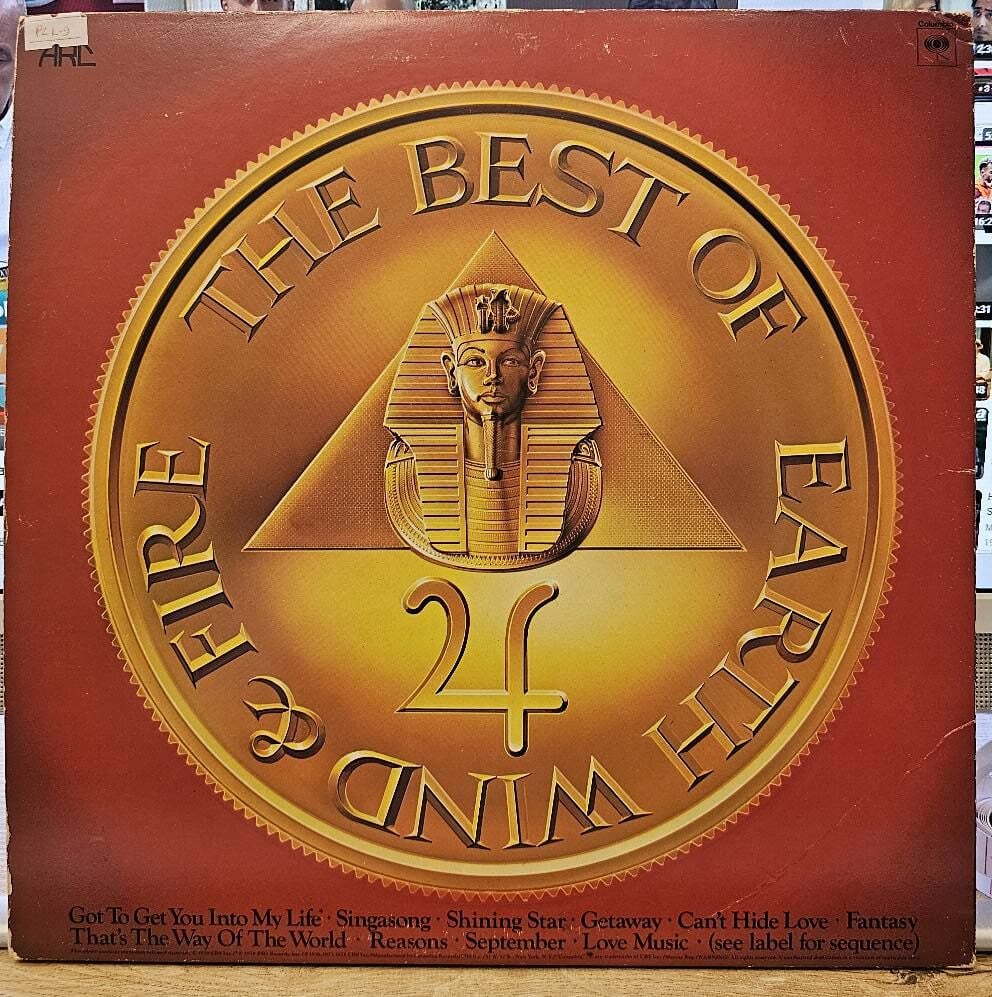 PL L-9
ARC
Columbia
THE BEST OF EARTH WIND & FIRE
Got To Get You Into My Life · Singasong · Shining Star · Getaway · Can't Hide Love · Fantasy
That's The Way Of The World · Reasons · September · Love Music · (see label for sequence)